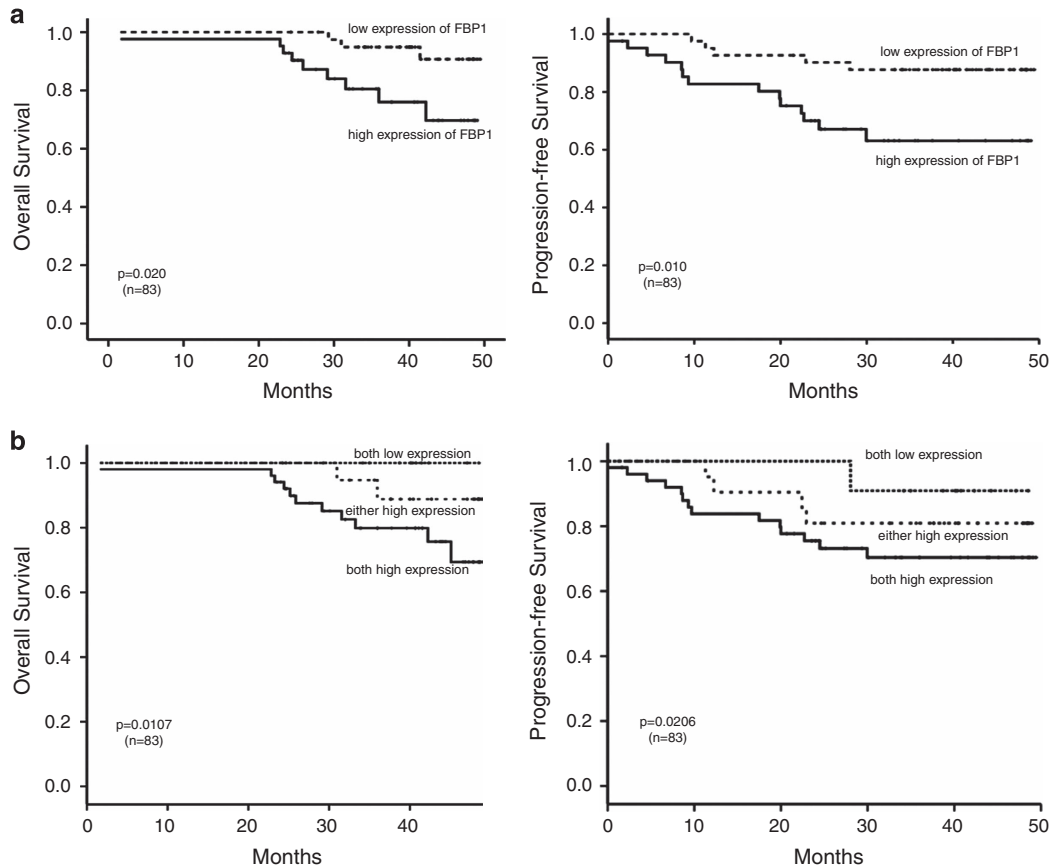 a
Overall Survival
1.0
0.8
0.6
0.4
0.2
0.0
low expression of FBP1
high expression of FBP1
p=0.020
(n=83)
0 10 20 30 40 50
Months
Progression-free Survival
1.0
0.8
0.6
0.4
0.2
0.0
low expression of FBP1
high expression of FBP1
p=0.010
(n=83)
0 10 20 30 40 50
Months
b
Overall Survival
1.0
0.8
0.6
0.4
0.2
0.0
both low expression
either high expression
both high expression
p=0.0107
(n=83)
0 10 20 30 40
Months
Progression-free Survival
1.0
0.8
0.6
0.4
0.2
0.0
both low expression
either high expression
both high expression
p=0.0206
(n=83)
0 10 20 30 40 50
Months